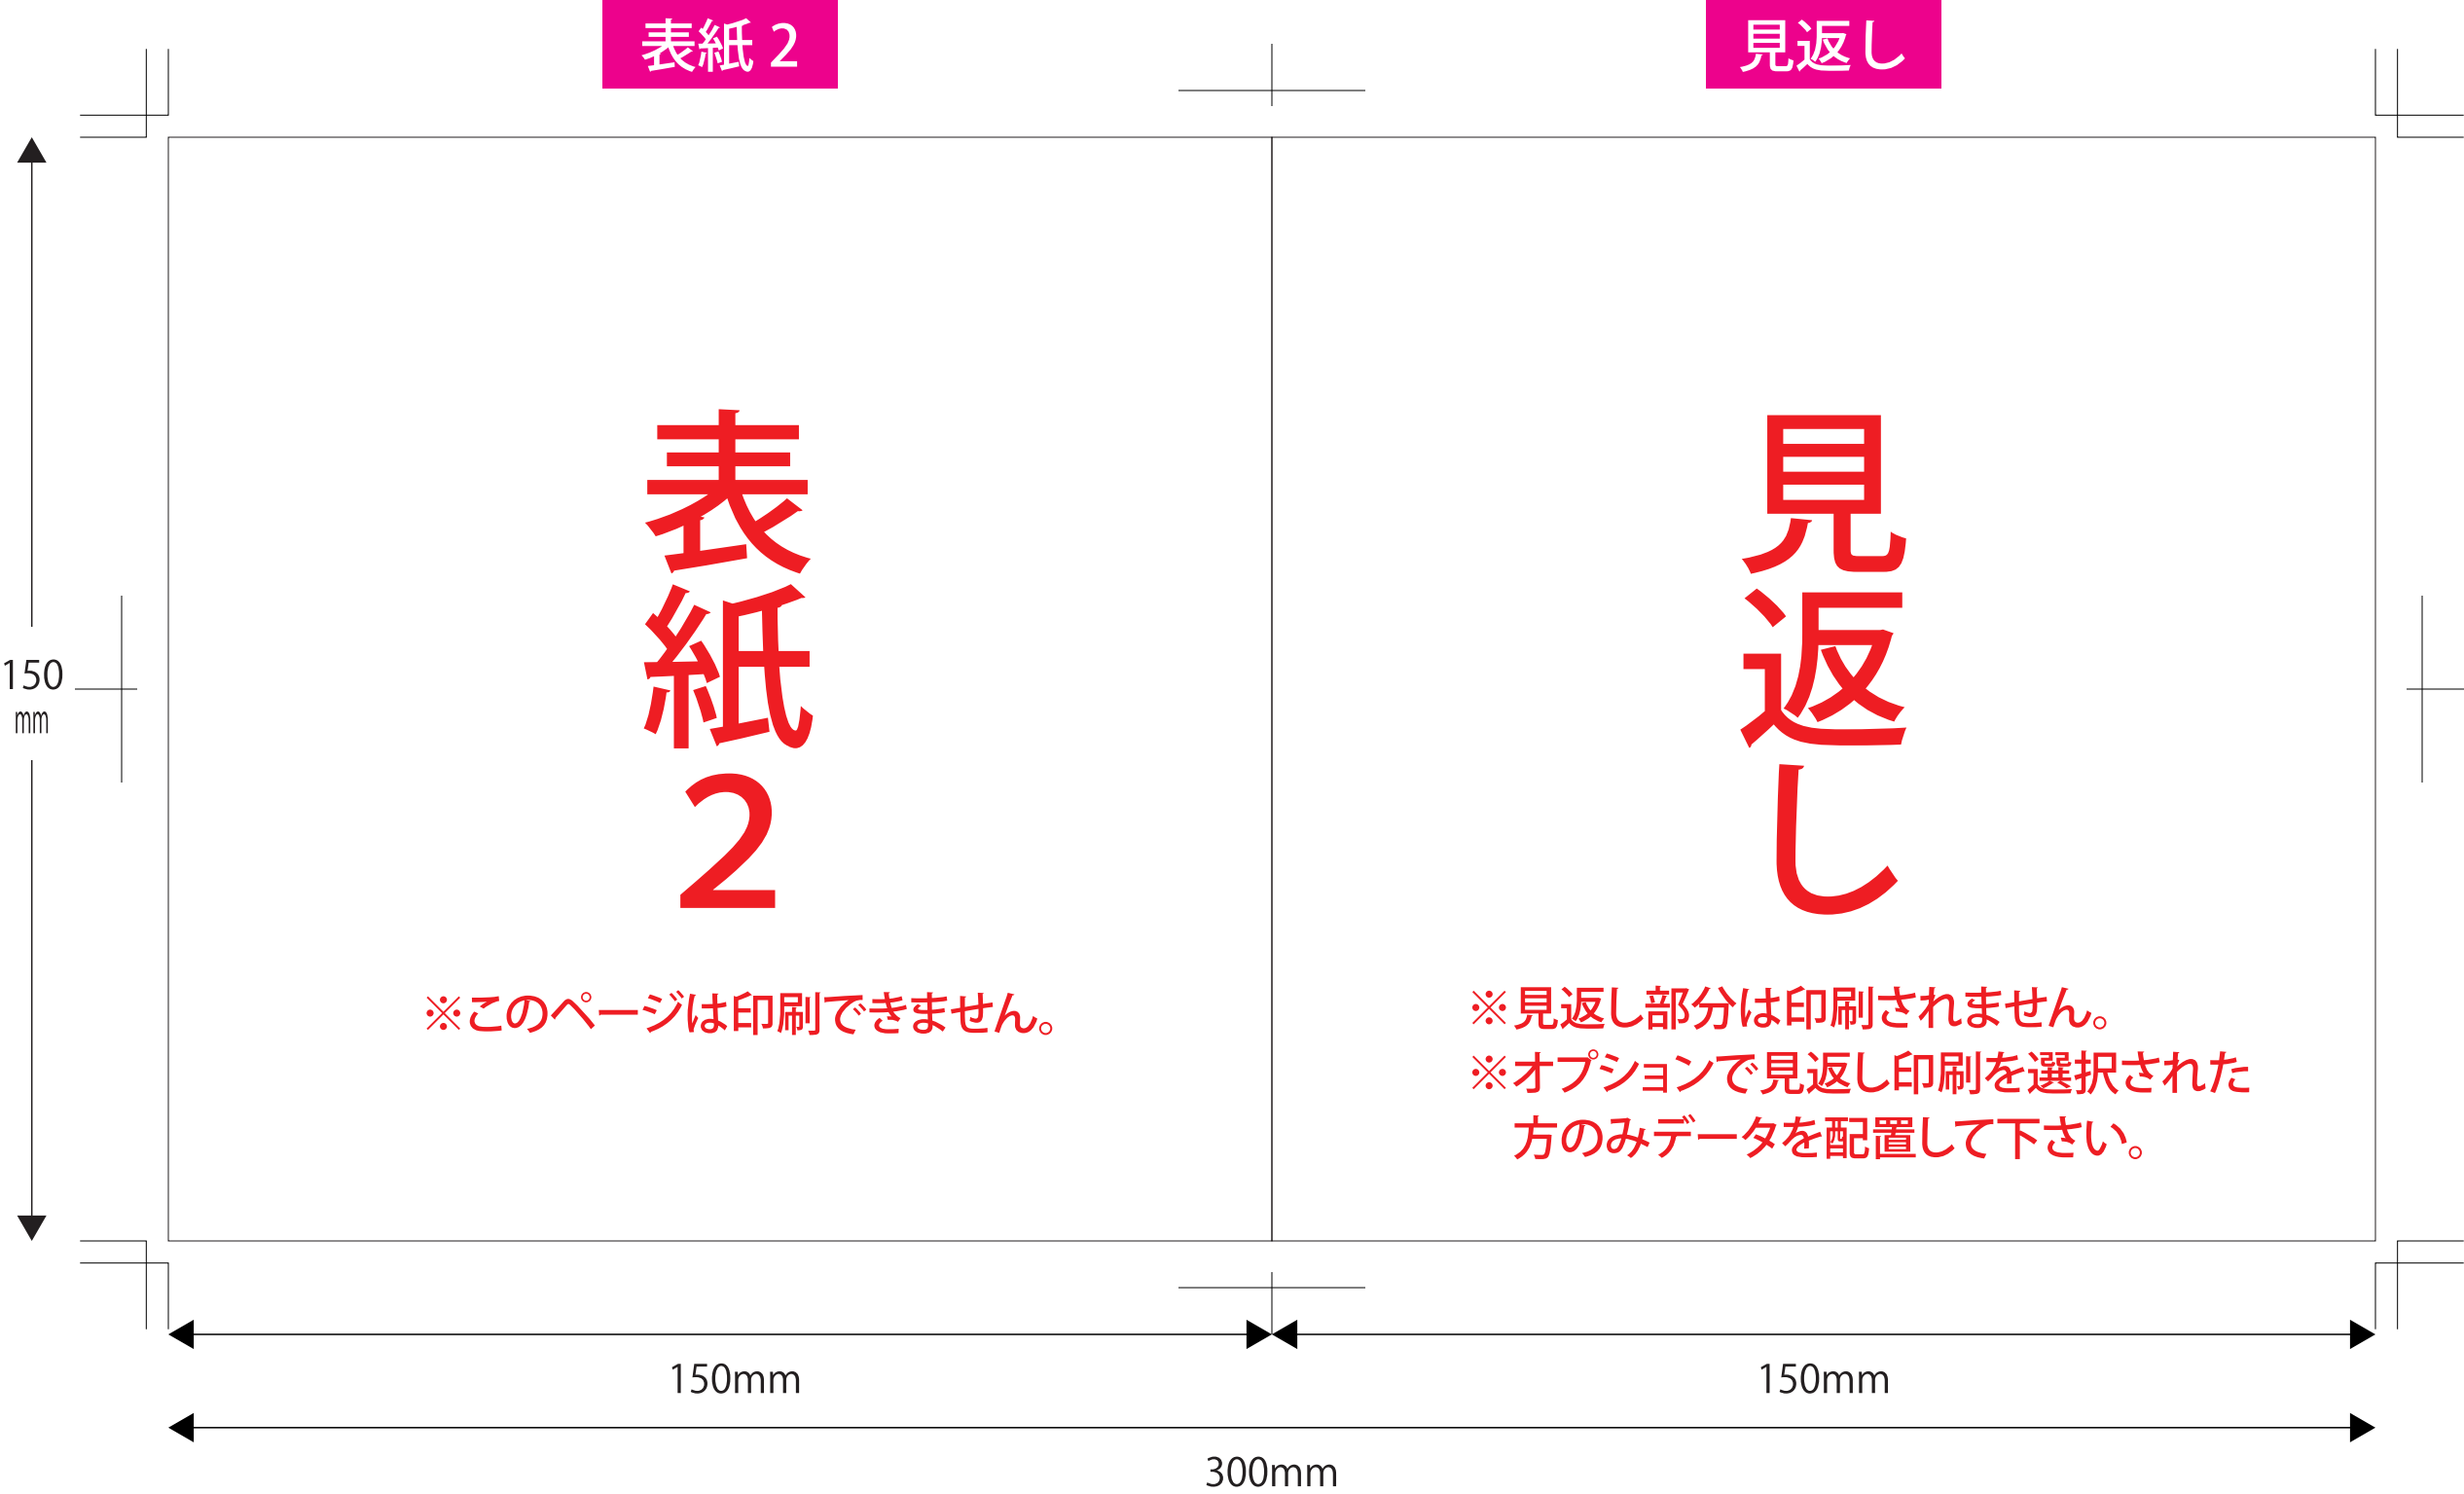 表紙 2
見返し
表紙2
※このページは印刷できません。
見返し
※見返し部分は印刷されません。
※オプションで見返し印刷を選択された
方のみデータを配置して下さい。
150
mm
150mm
150mm
300mm